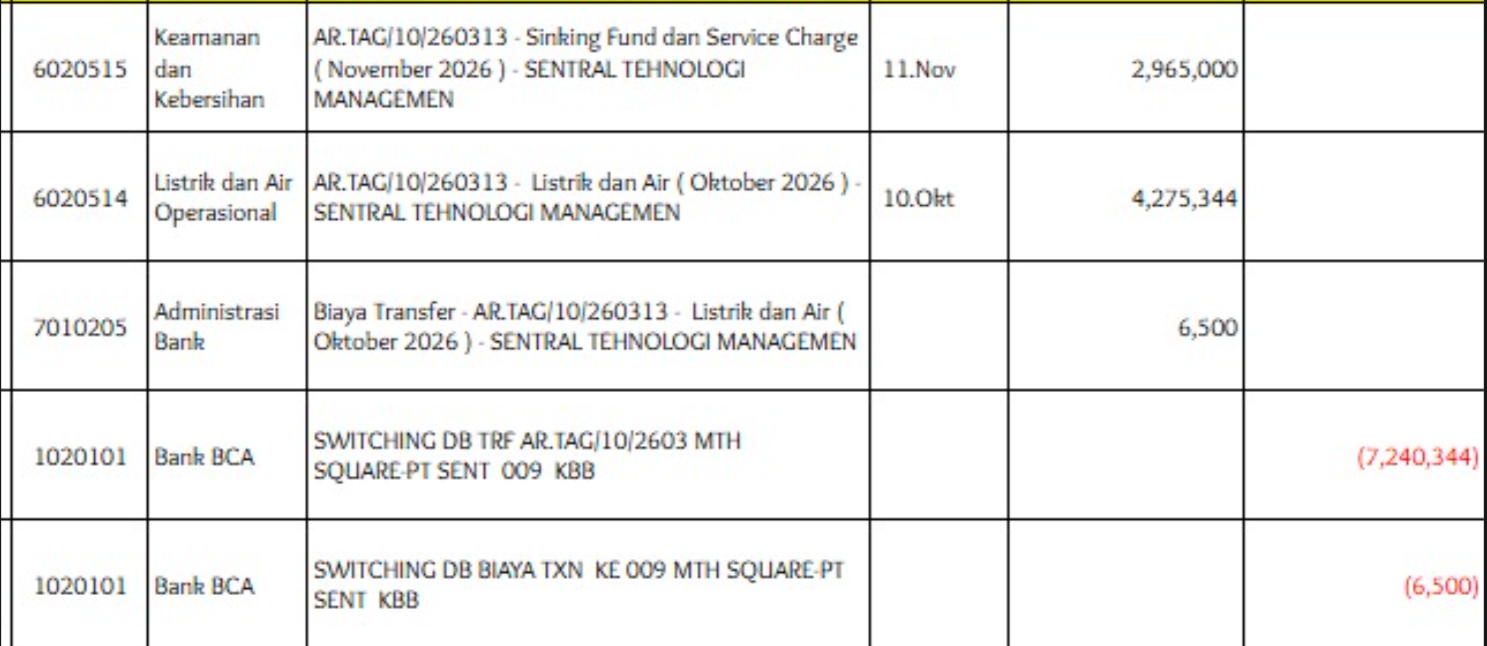 6020515
Keamanan
dan
Kebersihan
AR.TAG/10/260313 - Sinking Fund dan Service Charge
( November 2026 ) - SENTRAL TEHNOLOGI
MANAGEMEN
11.Nov
2,965,000
6020514
Listrik dan Air
Operasional
AR.TAG/10/260313 -  Listrik dan Air ( Oktober 2026 ) -
SENTRAL TEHNOLOGI MANAGEMEN
10.Okt
4,275,344
7010205
Administrasi
Bank
Biaya Transfer - AR.TAG/10/260313 -  Listrik dan Air (
Oktober 2026 ) - SENTRAL TEHNOLOGI MANAGEMEN
6,500
1020101
Bank BCA
SWITCHING DB TRF AR.TAG/10/2603 MTH
SQUARE-PT SENT  009  KBB
(7,240,344)
1020101
Bank BCA
SWITCHING DB BIAYA TXN  KE 009 MTH SQUARE-PT
SENT  KBB
(6,500)